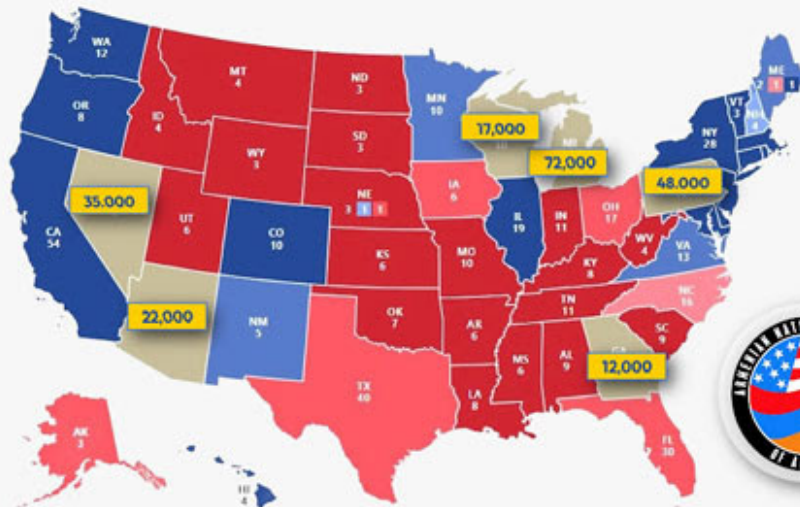 WA
12
OR
8
CA
54
ID
4
MT
4
WY
3
UT
6
CO
10
NM
5
ND
3
SD
3
NE
3 1 1
KS
6
OK
7
TX
40
MN
10
IA
6
MO
10
AR
6
LA
8
IL
19
IN
11
OH
17
KY
8
TN
11
MS
6
AL
9
WV
4
VA
13
NC
16
SC
9
FL
30
NY
28
VT
3
NH
4
ME
2 1 1
AK
3
HI
4
35.000
22,000
17,000
72,000
48.000
12,000
ARMENIAN NAT
OF A